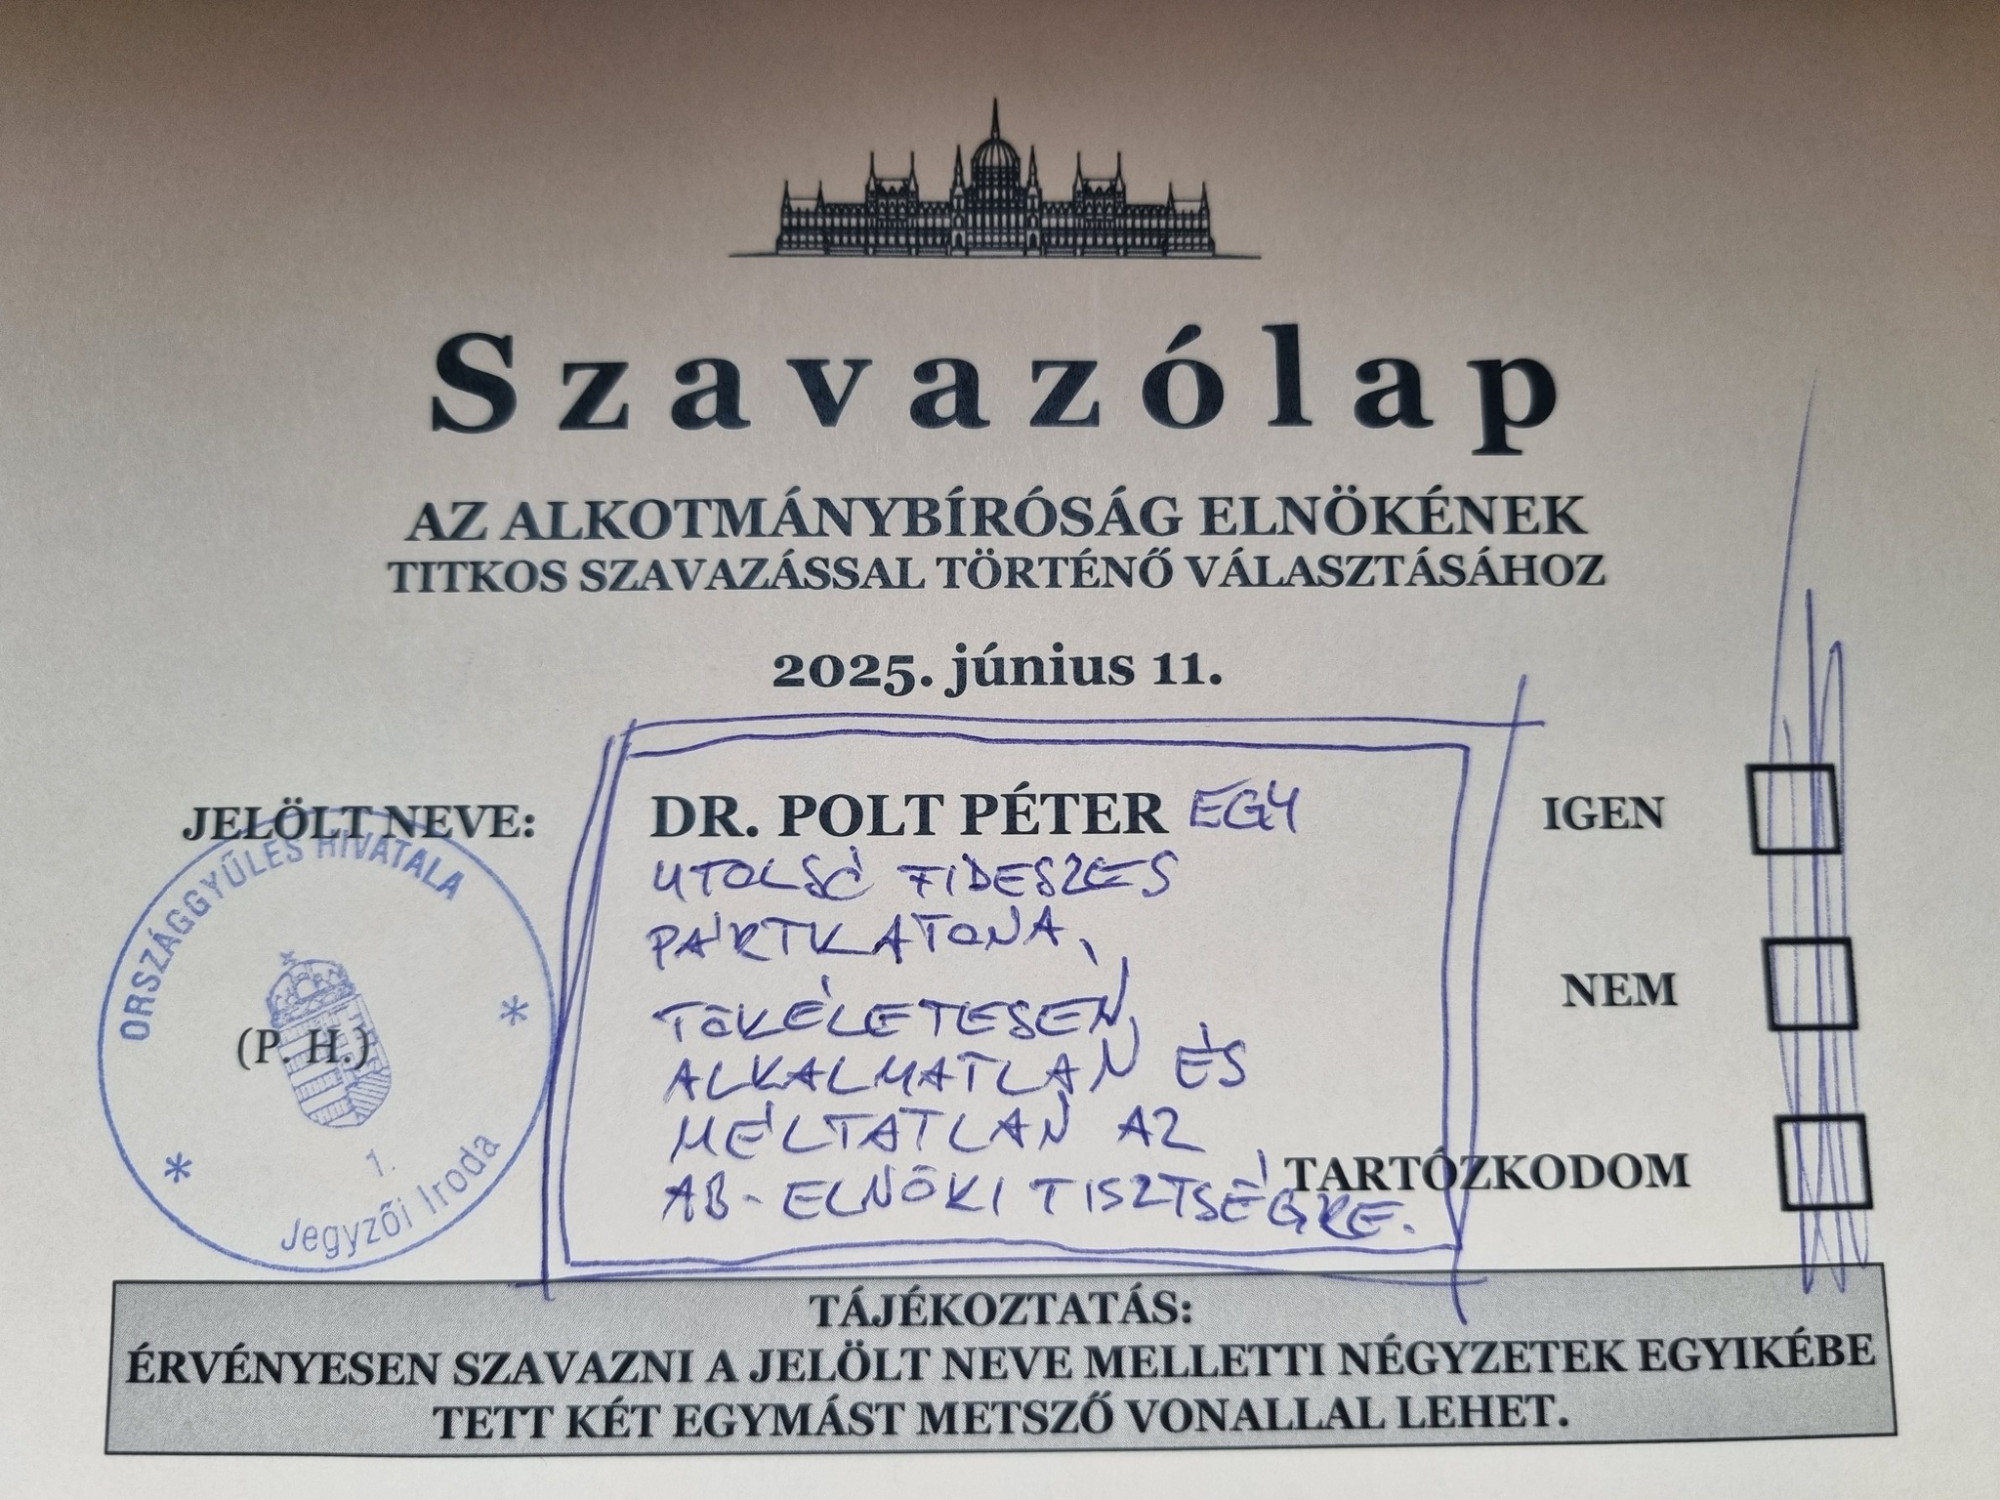 Szavazólap
AZ ALKOTMÁNYBÍRÓSÁG ELNÖKÉNEK
TITKOS SZAVAZÁSSAL TÖRTÉNŐ VÁLASZTÁSÁHOZ
2025. június 11.
JELÖLT NEVE:
DR. POLT PÉTER EGY
UTOLSÓ FIDESZES
PÁRTKATONA,
TÖKÉLETESEN
ALKALMATLAN ÉS
MÉLTATLAN AZ
AB-ELNÖKI TISZTSÉGRE.
IGEN
NEM
TARTÓZKODOM
ORSZÁGGYŰLÉS HIVATALA
(P. H.)
1.
Jegyzői Iroda
TÁJÉKOZTATÁS:
ÉRVÉNYESEN SZAVAZNI A JELÖLT NEVE MELLETTI NÉGYZETEK EGYIKÉBE
TETT KÉT EGYMÁST METSZŐ VONALLAL LEHET.